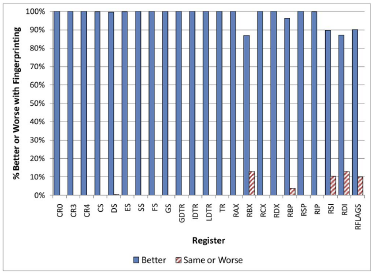 100%
90%
80%
70%
60%
50%
40%
30%
20%
10%
0%
% Better or Worse with Fingerprinting
CR0
CR3
CR4
CS
DS
ES
SS
FS
GS
GDTR
IDTR
LDTR
TR
RAX
RBX
RCX
RDX
RBP
RSP
RIP
RSI
RDI
RFLAGS
Register
Better
Same or Worse